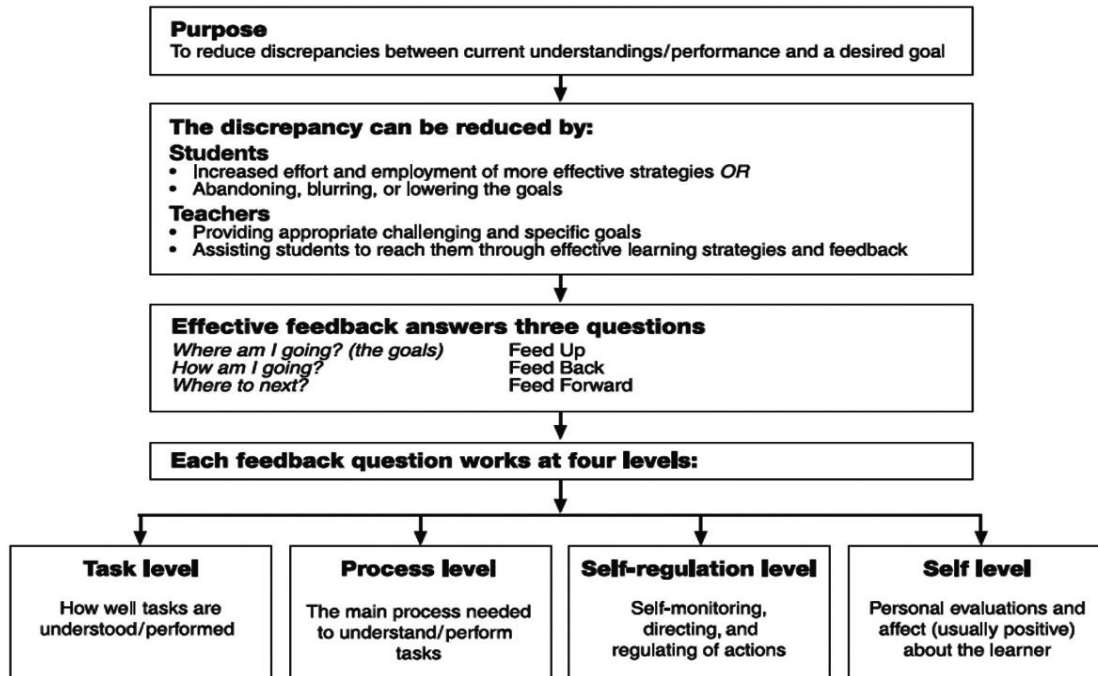 Purpose
To reduce discrepancies between current understandings/performance and a desired goal
The discrepancy can be reduced by:
Students
• Increased effort and employment of more effective strategies OR
• Abandoning, blurring, or lowering the goals
Teachers
• Providing appropriate challenging and specific goals
• Assisting students to reach them through effective learning strategies and feedback
Effective feedback answers three questions
Where am I going? (the goals) Feed Up
How am I going? Feed Back
Where to next? Feed Forward
Each feedback question works at four levels:
Task level
How well tasks are
understood/performed
Process level
The main process needed
to understand/perform
tasks
Self-regulation level
Self-monitoring,
directing, and
regulating of actions
Self level
Personal evaluations and
affect (usually positive)
about the learner